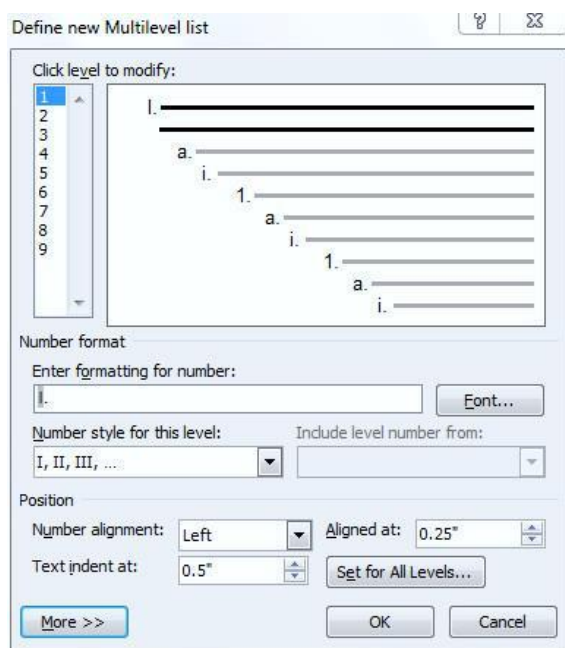 Define new Multilevel list
Click level to modify:
1
2
3
4
5
6
7
8
9
I.
a.
i.
1.
a.
i.
1.
a.
i.
Number format
Enter formatting for number:
I.
Font...
Number style for this level:
Include level number from:
I, II, III, ...
Position
Number alignment: Left
Aligned at: 0.25"
Text indent at: 0.5"
Set for All Levels...
More >>
OK
Cancel